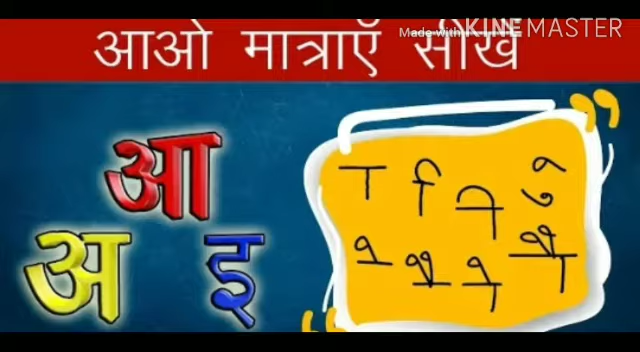 आओ मात्राएँ सीखें
Made with KINEMASTER
आ
अ इ
ा ि ी ु ू
े ै ो ौ